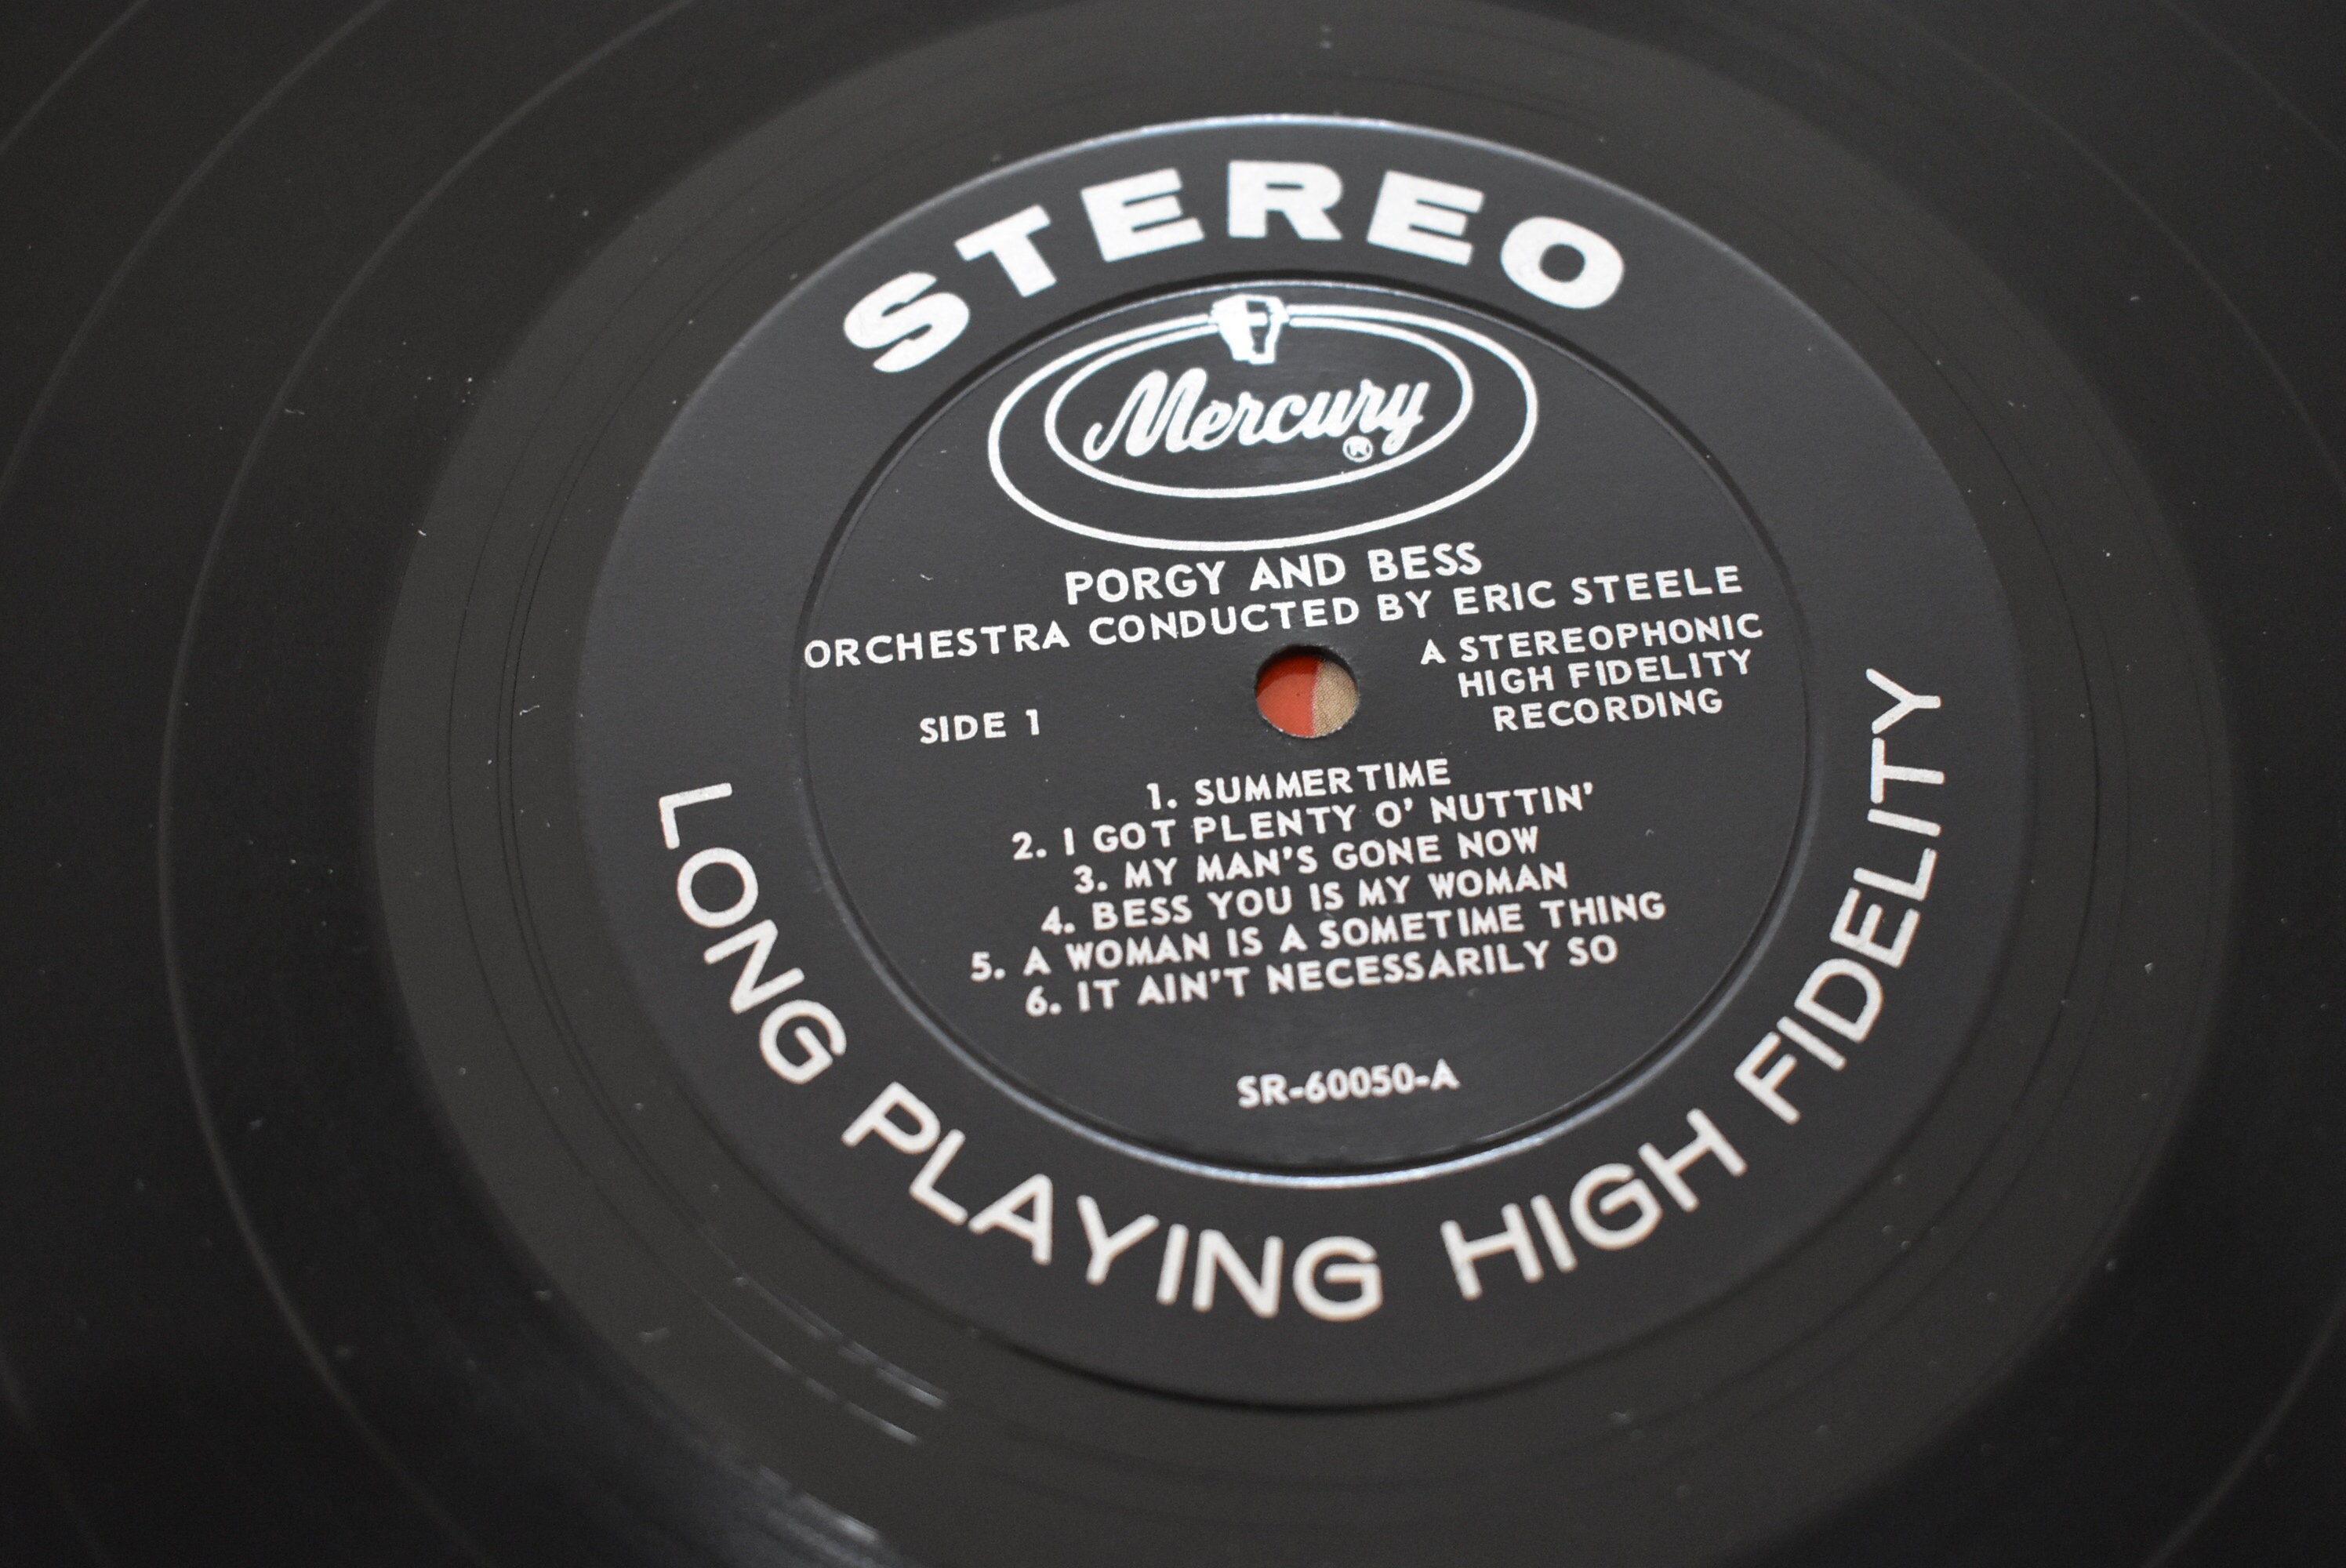 STEREO
Mercury
®
PORGY AND BESS
ORCHESTRA CONDUCTED BY ERIC STEELE
A STEREOPHONIC
HIGH FIDELITY
RECORDING
SIDE 1
1. SUMMERTIME
2. I GOT PLENTY O' NUTTIN'
3. MY MAN'S GONE NOW
4. BESS YOU IS MY WOMAN
5. A WOMAN IS A SOMETIME THING
6. IT AIN'T NECESSARILY SO
SR-60050-A
LONG PLAYING HIGH FIDELITY